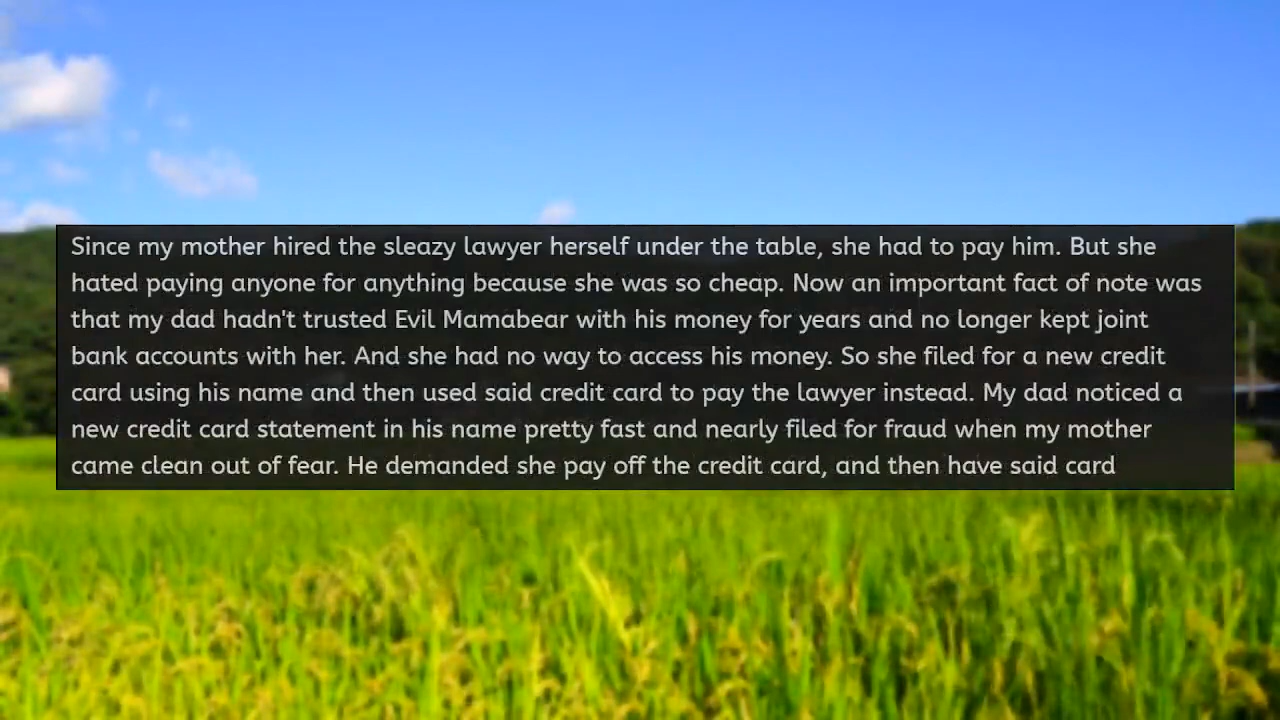 Since my mother hired the sleazy lawyer herself under the table, she had to pay him. But she
hated paying anyone for anything because she was so cheap. Now an important fact of note was
that my dad hadn't trusted Evil Mamabear with his money for years and no longer kept joint
bank accounts with her. And she had no way to access his money. So she filed for a new credit
card using his name and then used said credit card to pay the lawyer instead. My dad noticed a
new credit card statement in his name pretty fast and nearly filed for fraud when my mother
came clean out of fear. He demanded she pay off the credit card, and then have said card